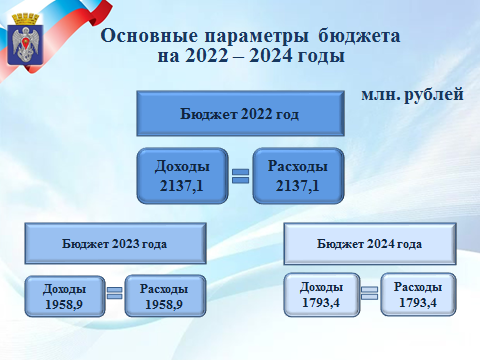 Основные параметры бюджета
на 2022 – 2024 годы
млн. рублей
Бюджет 2022 год
Доходы
2137,1
=
Расходы
2137,1
Бюджет 2023 года
Доходы
1958,9
=
Расходы
1958,9
Бюджет 2024 года
Доходы
1793,4
=
Расходы
1793,4